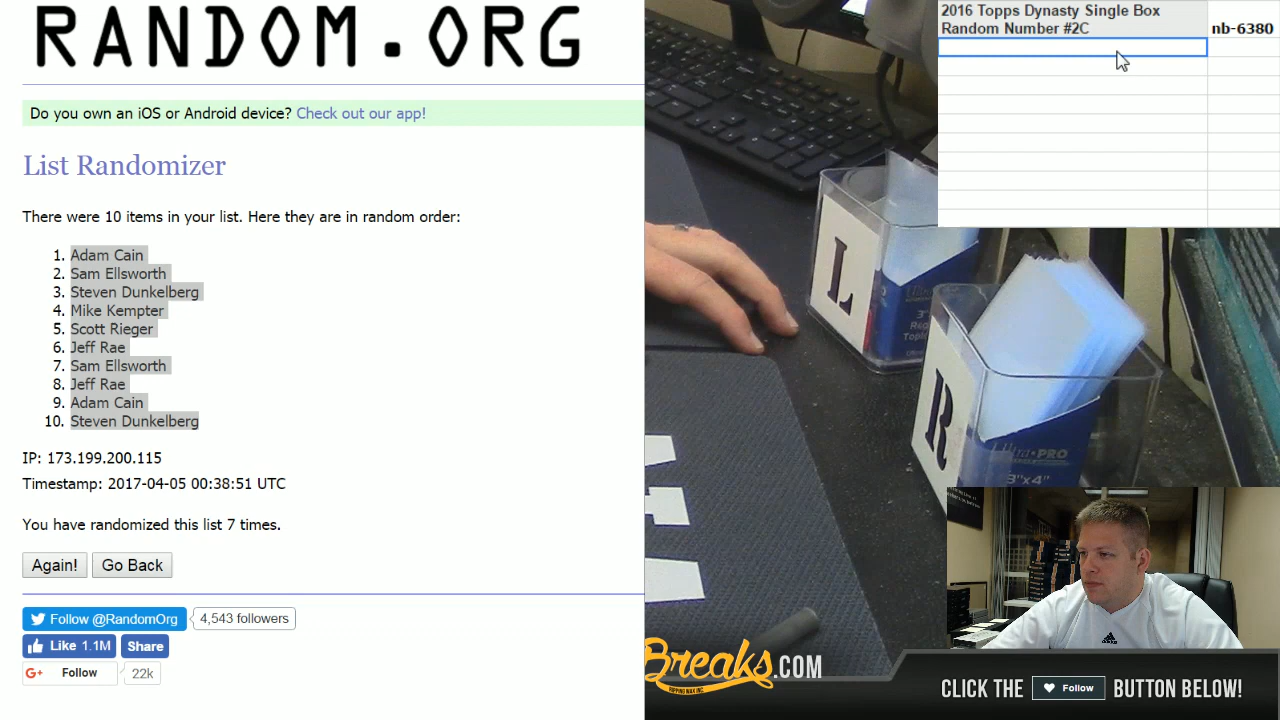 RANDOM.ORG
Do you own an iOS or Android device? Check out our app!
List Randomizer
There were 10 items in your list. Here they are in random order:
1. Adam Cain
2. Sam Ellsworth
3. Steven Dunkelberg
4. Mike Kempter
5. Scott Rieger
6. Jeff Rae
7. Sam Ellsworth
8. Jeff Rae
9. Adam Cain
10. Steven Dunkelberg
IP: 173.199.200.115
Timestamp: 2017-04-05 00:38:51 UTC
You have randomized this list 7 times.
Again! Go Back
Follow @RandomOrg 4,543 followers
Like 1.1M Share
G+ Follow 22k
2016 Topps Dynasty Single Box
Random Number #2C nb-6380
L
R
Ultra·PRO
3"x4"
Breaks.COM
RIPPING WAX INC
CLICK THE Follow BUTTON BELOW!